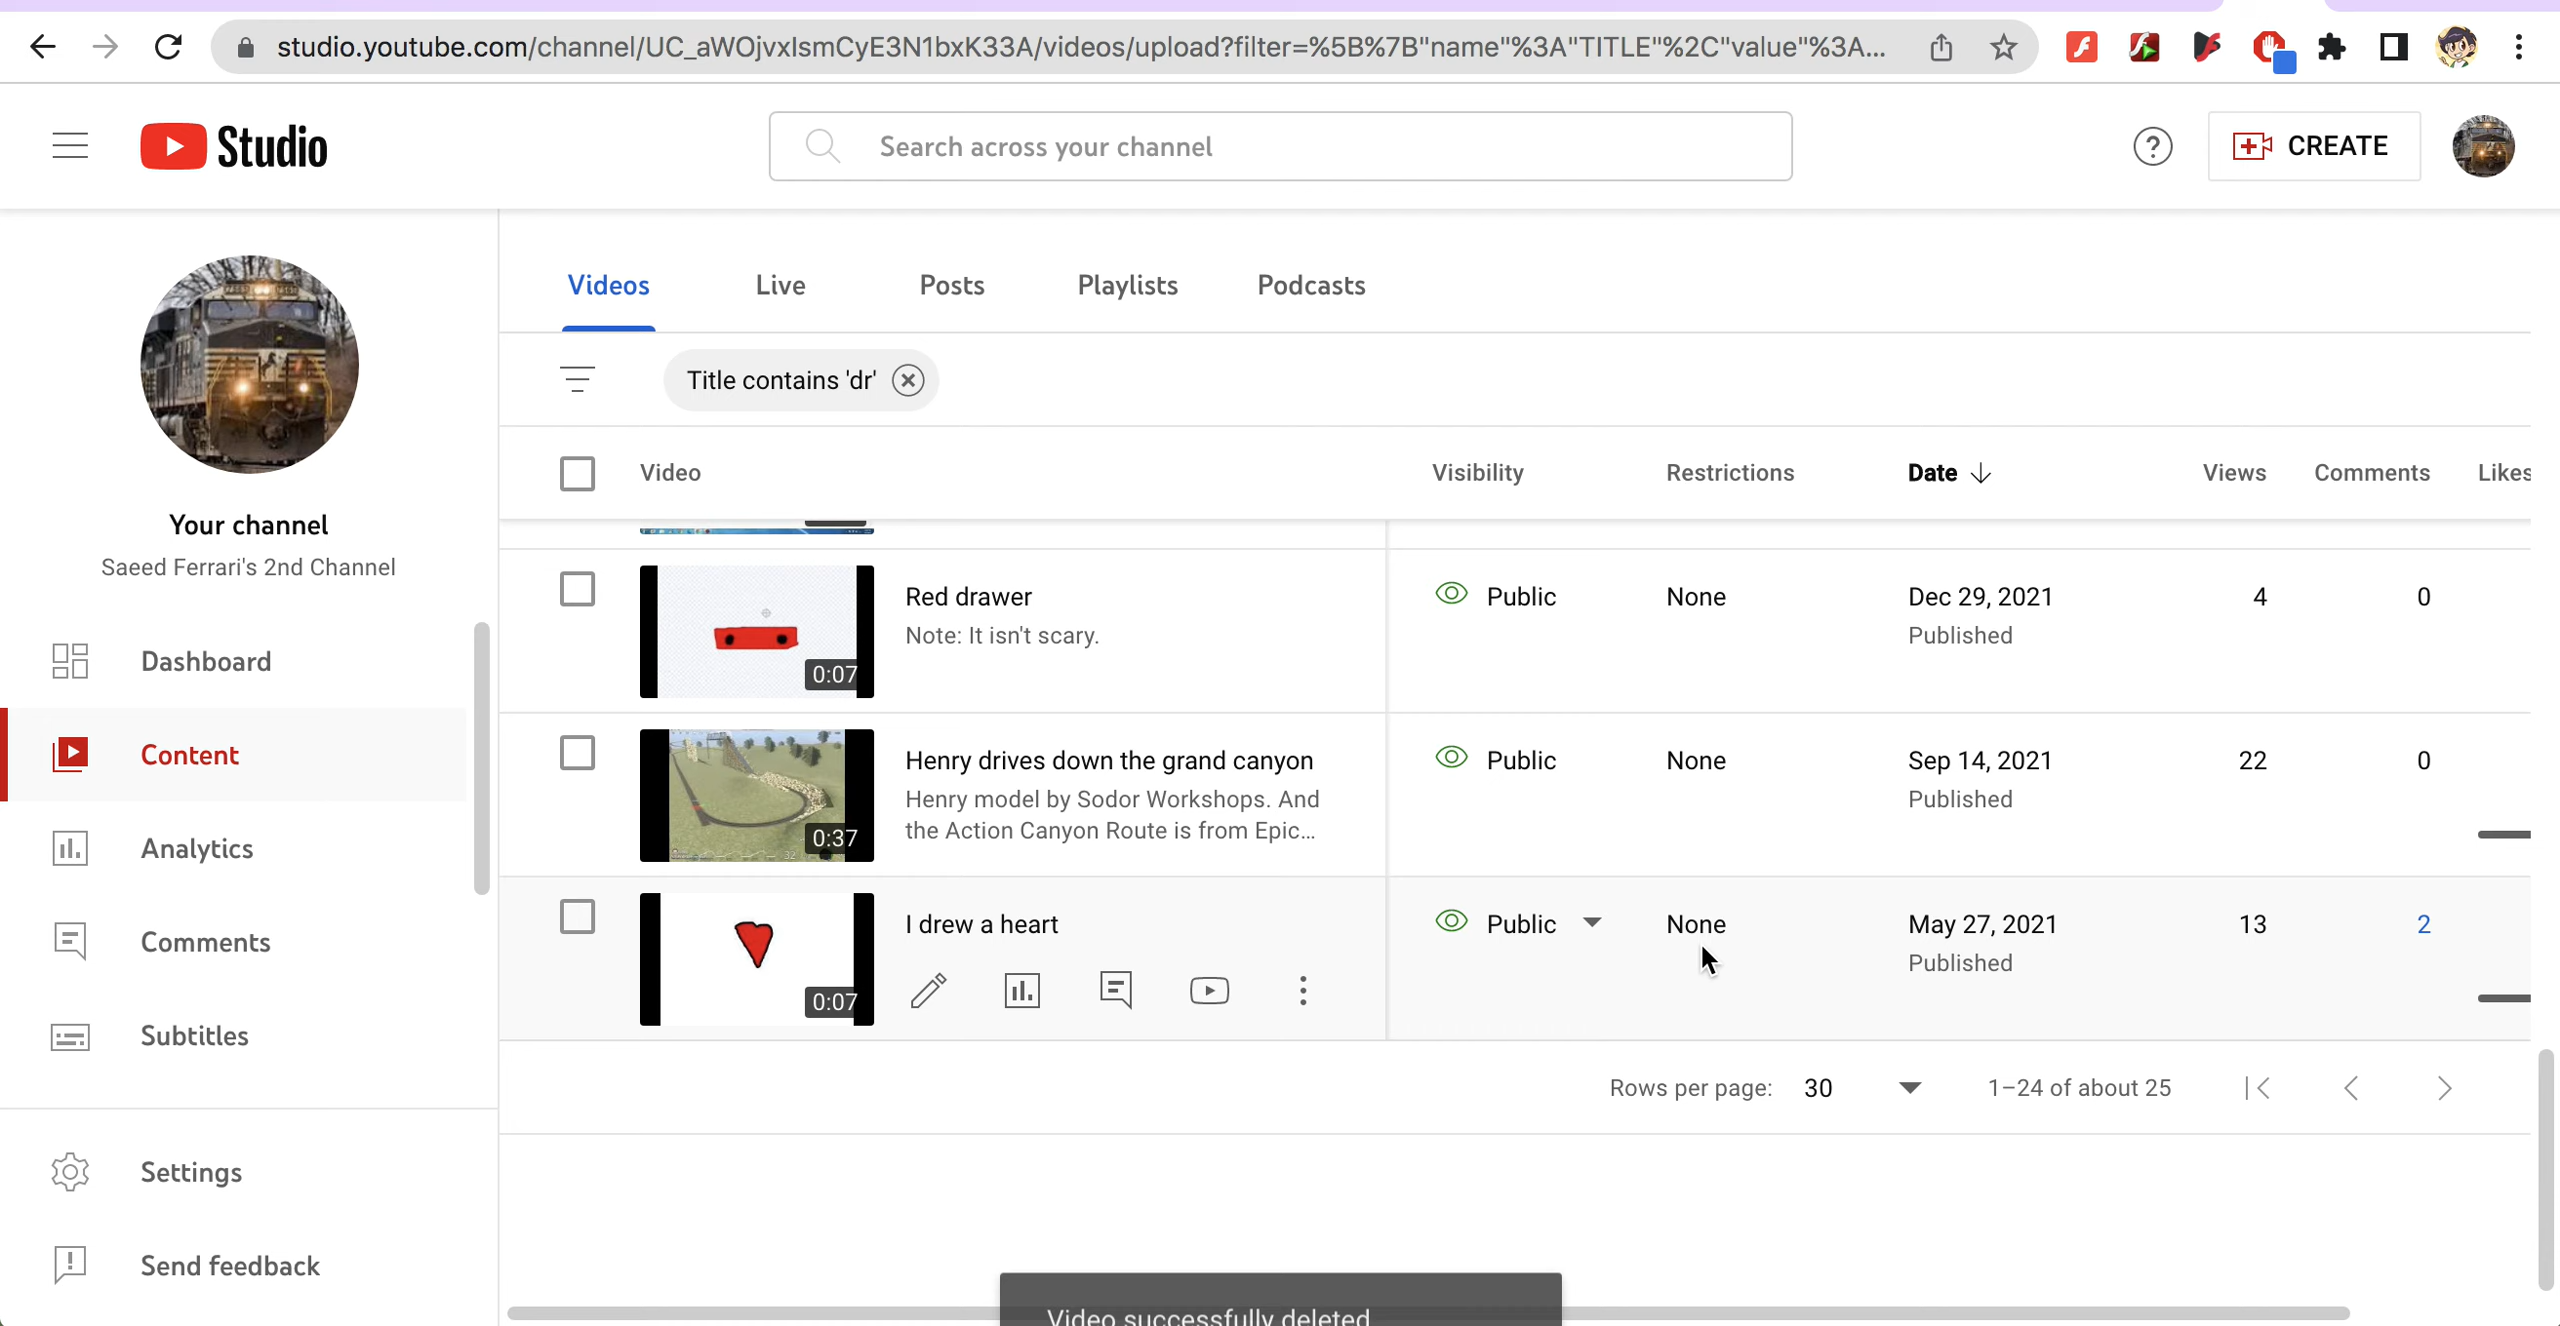 studio.youtube.com/channel/UC_aWOjvxIsmCyE3N1bxK33A/videos/upload?filter=%5B%7B"name"%3A"TITLE"%2C"value"%3A...
Studio
Search across your channel
CREATE
Your channel
Saeed Ferrari's 2nd Channel
Dashboard
Content
Analytics
Comments
Subtitles
Settings
Send feedback
Videos Live Posts Playlists Podcasts
Title contains 'dr'
Video Visibility Restrictions Date Views Comments Likes
Red drawer Public None Dec 29, 2021 4 0
Note: It isn't scary. Published
0:07
Henry drives down the grand canyon Public None Sep 14, 2021 22 0
Henry model by Sodor Workshops. And Published
the Action Canyon Route is from Epic...
0:37
I drew a heart Public None May 27, 2021 13 2
Published
0:07
Rows per page: 30 1–24 of about 25
Video successfully deleted